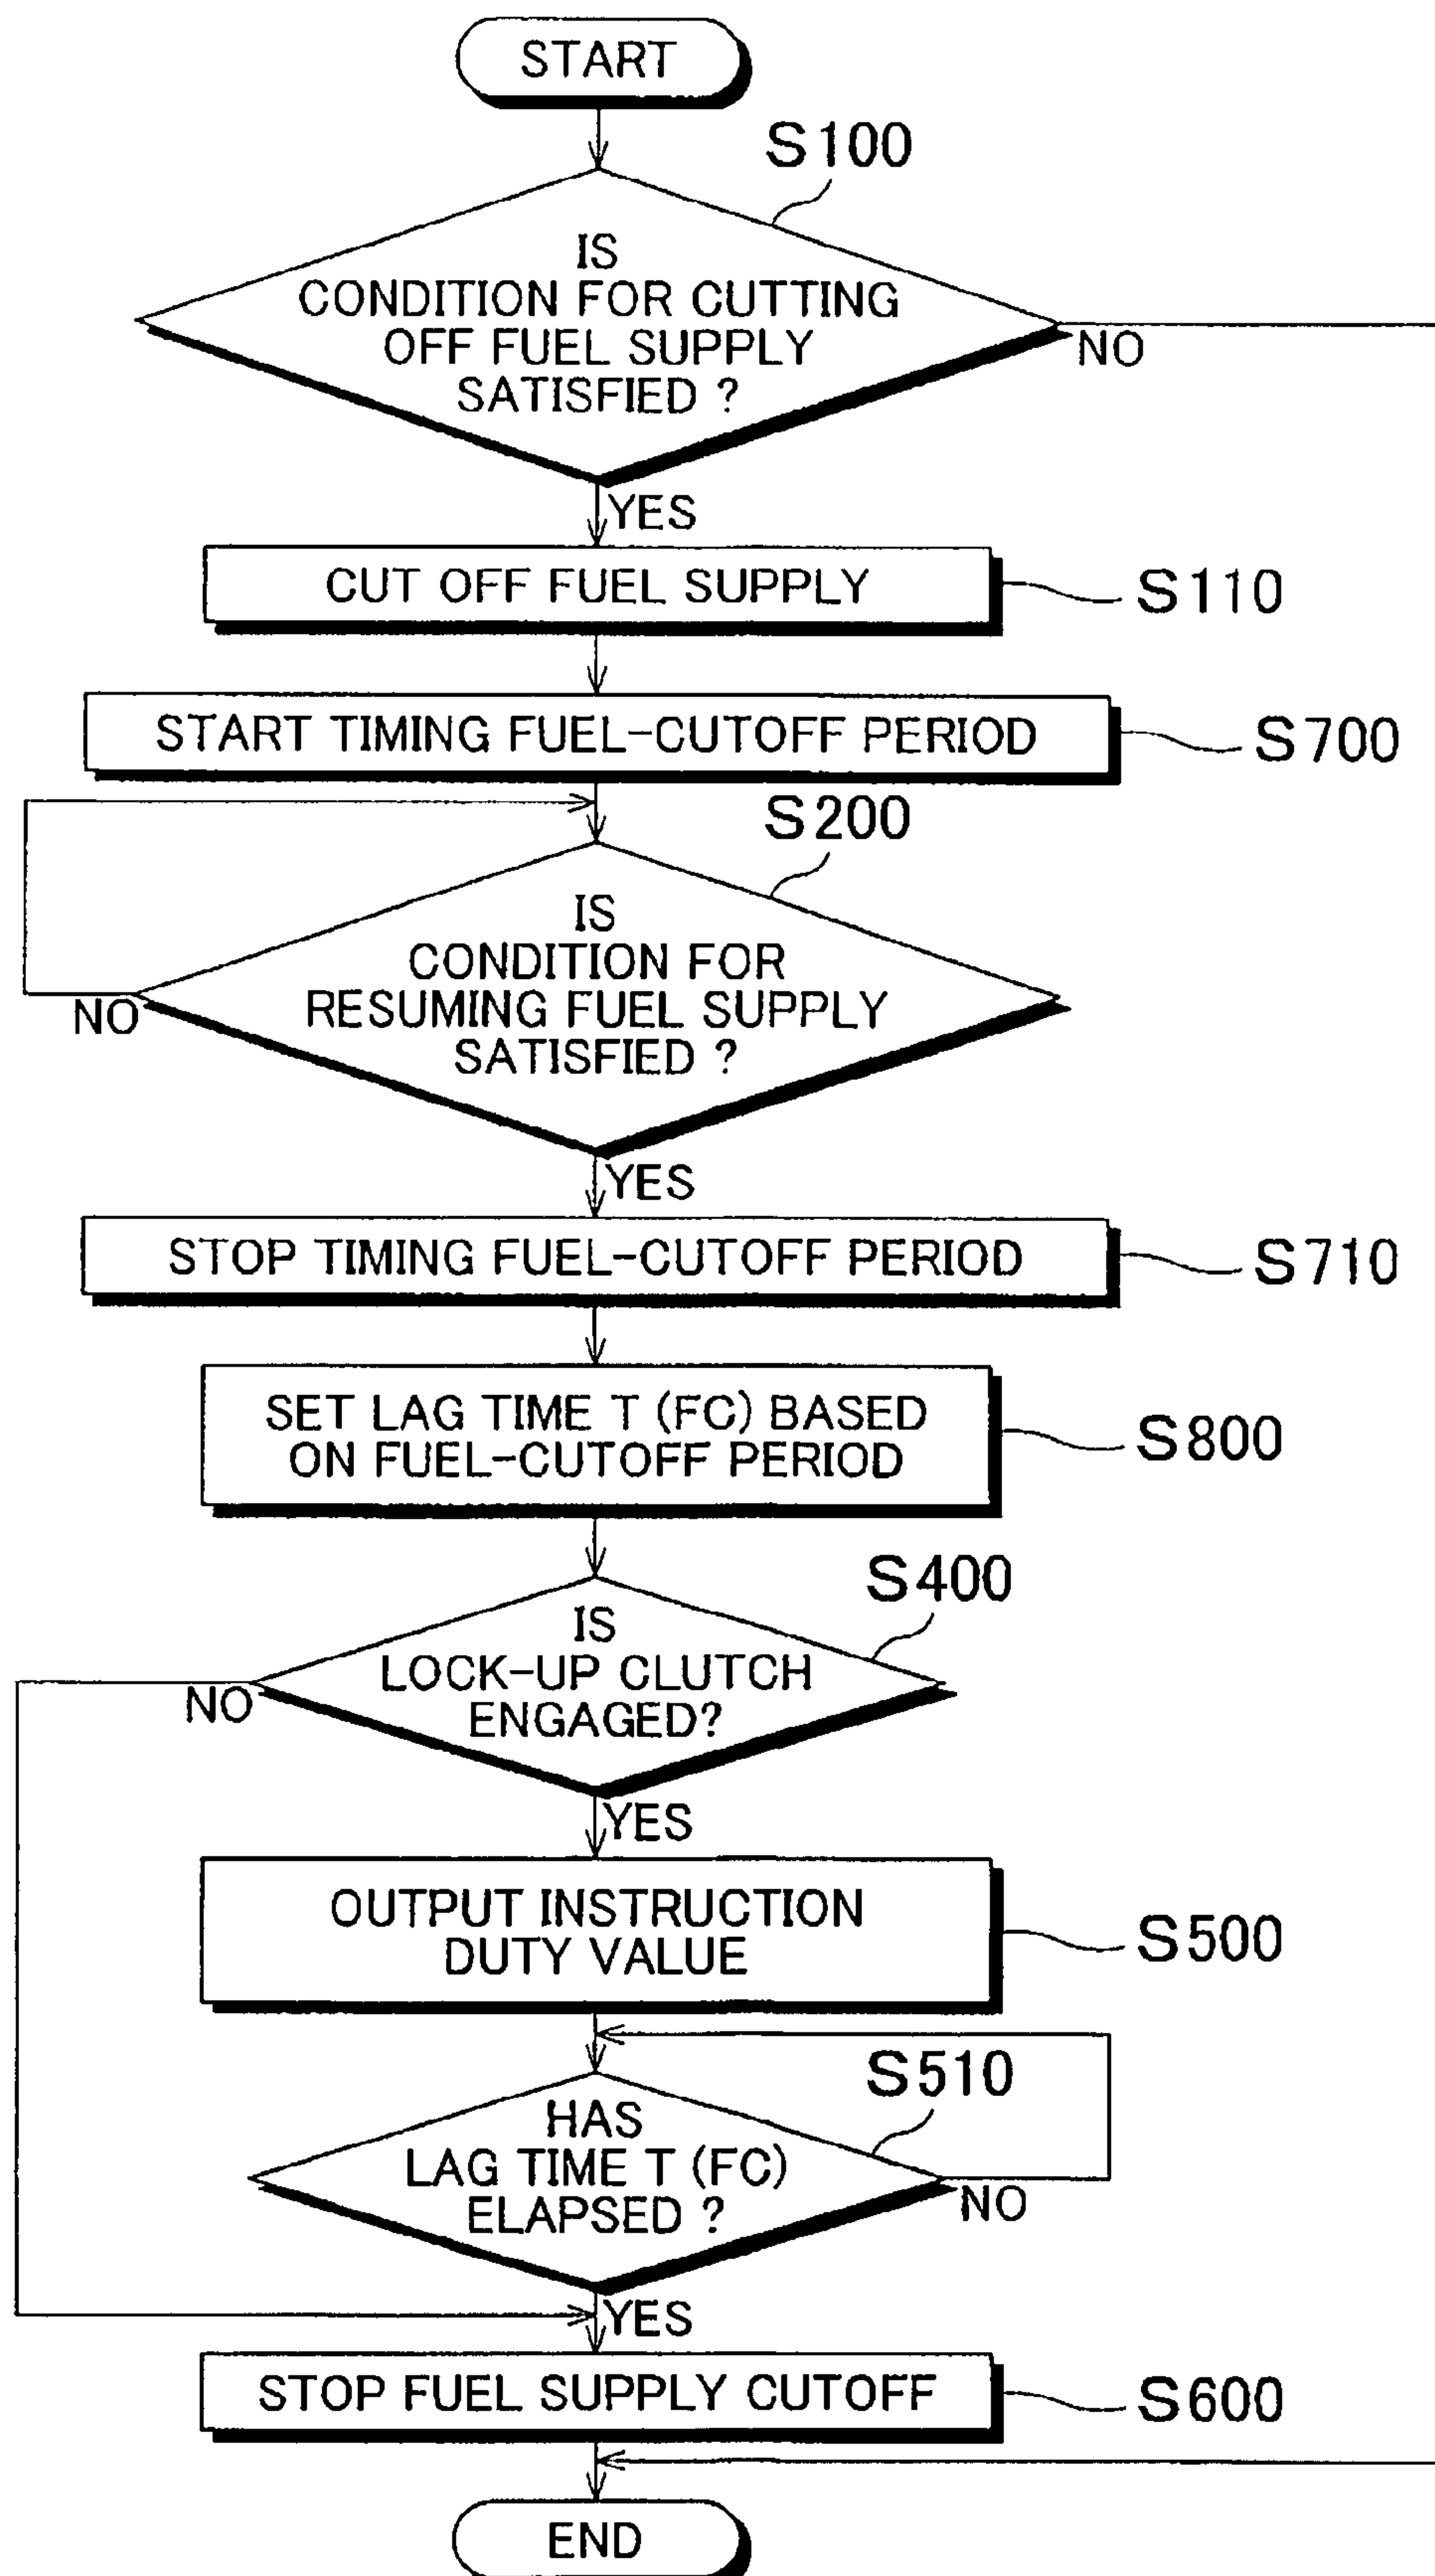 START
S100
IS
CONDITION FOR CUTTING
OFF FUEL SUPPLY
SATISFIED ?
NO
YES
CUT OFF FUEL SUPPLY
S110
START TIMING FUEL-CUTOFF PERIOD
S700
S200
IS
CONDITION FOR
RESUMING FUEL SUPPLY
SATISFIED ?
NO
YES
STOP TIMING FUEL-CUTOFF PERIOD
S710
SET LAG TIME T (FC) BASED
ON FUEL-CUTOFF PERIOD
S800
S400
IS
LOCK-UP CLUTCH
ENGAGED?
NO
YES
OUTPUT INSTRUCTION
DUTY VALUE
S500
S510
HAS
LAG TIME T (FC)
ELAPSED ?
NO
YES
STOP FUEL SUPPLY CUTOFF
S600
END